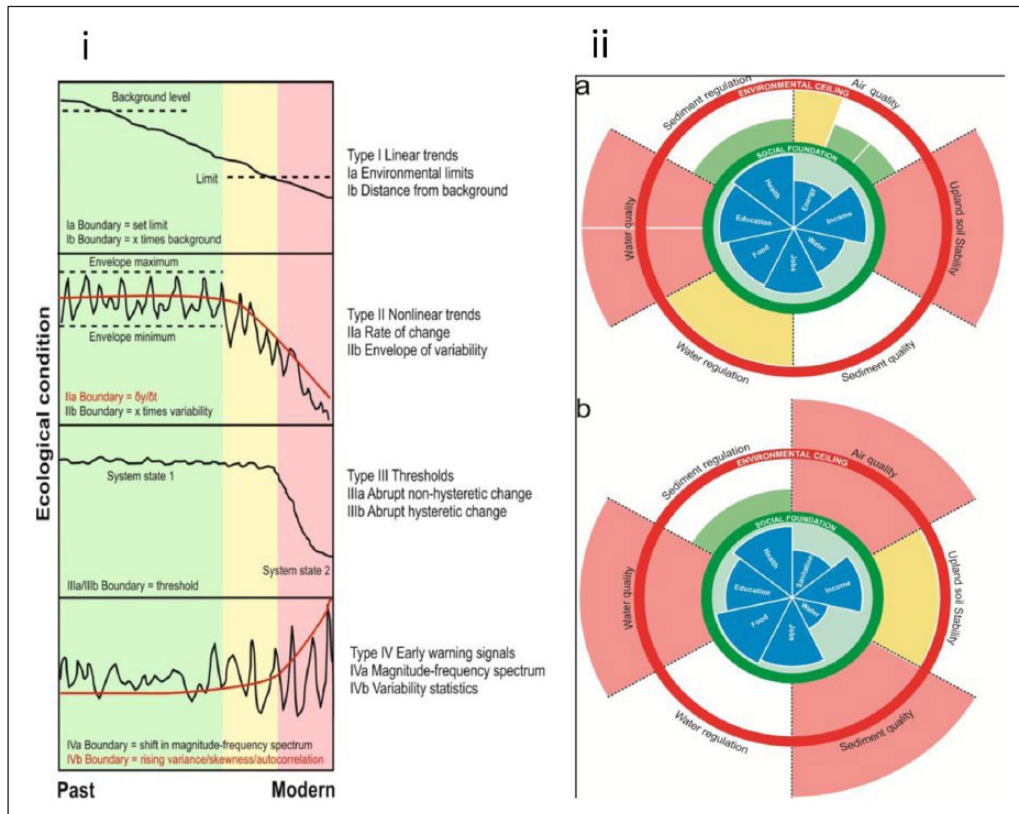 i
Background level
Limit
Ia Boundary = set limit
Ib Boundary = x times background
Type I Linear trends
Ia Environmental limits
Ib Distance from background
Envelope maximum
Envelope minimum
IIa Boundary = δy/δt
IIb Boundary = x times variability
Type II Nonlinear trends
IIa Rate of change
IIb Envelope of variability
System state 1
System state 2
IIIa/IIIb Boundary = threshold
Type III Thresholds
IIIa Abrupt non-hysteretic change
IIIb Abrupt hysteretic change
IVa Boundary = shift in magnitude-frequency spectrum
IVb Boundary = rising variance/skewness/autocorrelation
Type IV Early warning signals
IVa Magnitude-frequency spectrum
IVb Variability statistics
Ecological condition
Past
Modern
ii
a
Sediment regulation
ENVIRONMENTAL CEILING
Air quality
SOCIAL FOUNDATION
Health
Energy
Education
Income
Food
Water
Jobs
Water quality
Upland soil Stability
Water regulation
Sediment quality
b
Sediment regulation
ENVIRONMENTAL CEILING
Air quality
SOCIAL FOUNDATION
Health
Sanitation
Education
Income
Food
Water
Jobs
Water quality
Upland soil Stability
Water regulation
Sediment quality